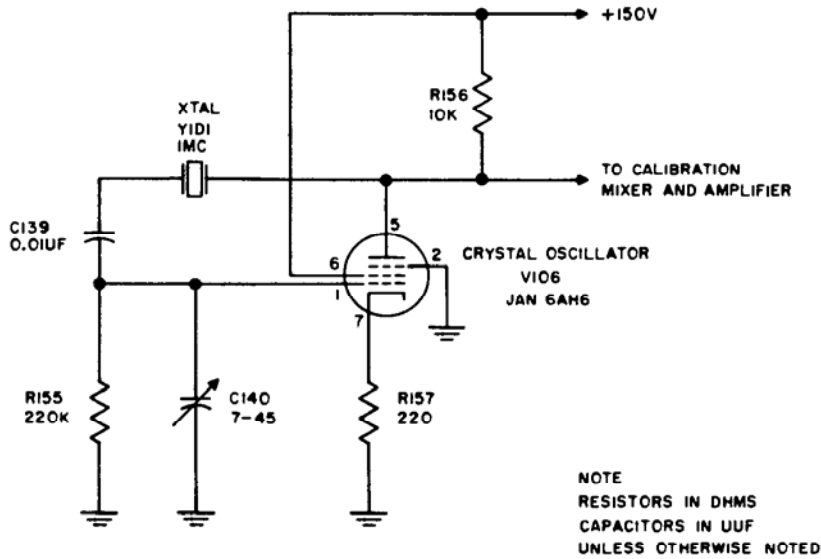 +150V
R156
10K
XTAL
Y1D1
1MC
TO CALIBRATION
MIXER AND AMPLIFIER
C139
0.01UF
5
6
2
1
7
CRYSTAL OSCILLATOR
V106
JAN 6AH6
R155
220K
C140
7-45
R157
220
NOTE
RESISTORS IN DHMS
CAPACITORS IN UUF
UNLESS OTHERWISE NOTED